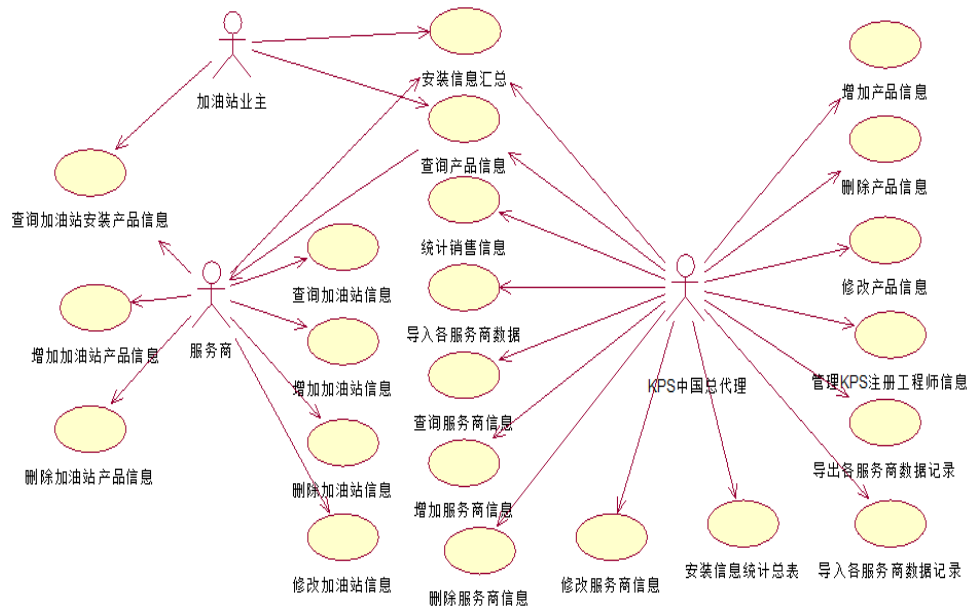 安装信息汇总
增加产品信息
加油站业主
查询产品信息
删除产品信息
查询加油站安装产品信息
统计销售信息
查询加油站信息
修改产品信息
导入各服务商数据
服务商
增加加油站产品信息
增加加油站信息
KPS中国总代理
管理KPS注册工程师信息
查询服务商信息
删除加油站产品信息
导出各服务商数据记录
删除加油站信息
增加服务商信息
修改加油站信息
删除服务商信息
修改服务商信息
安装信息统计总表
导入各服务商数据记录